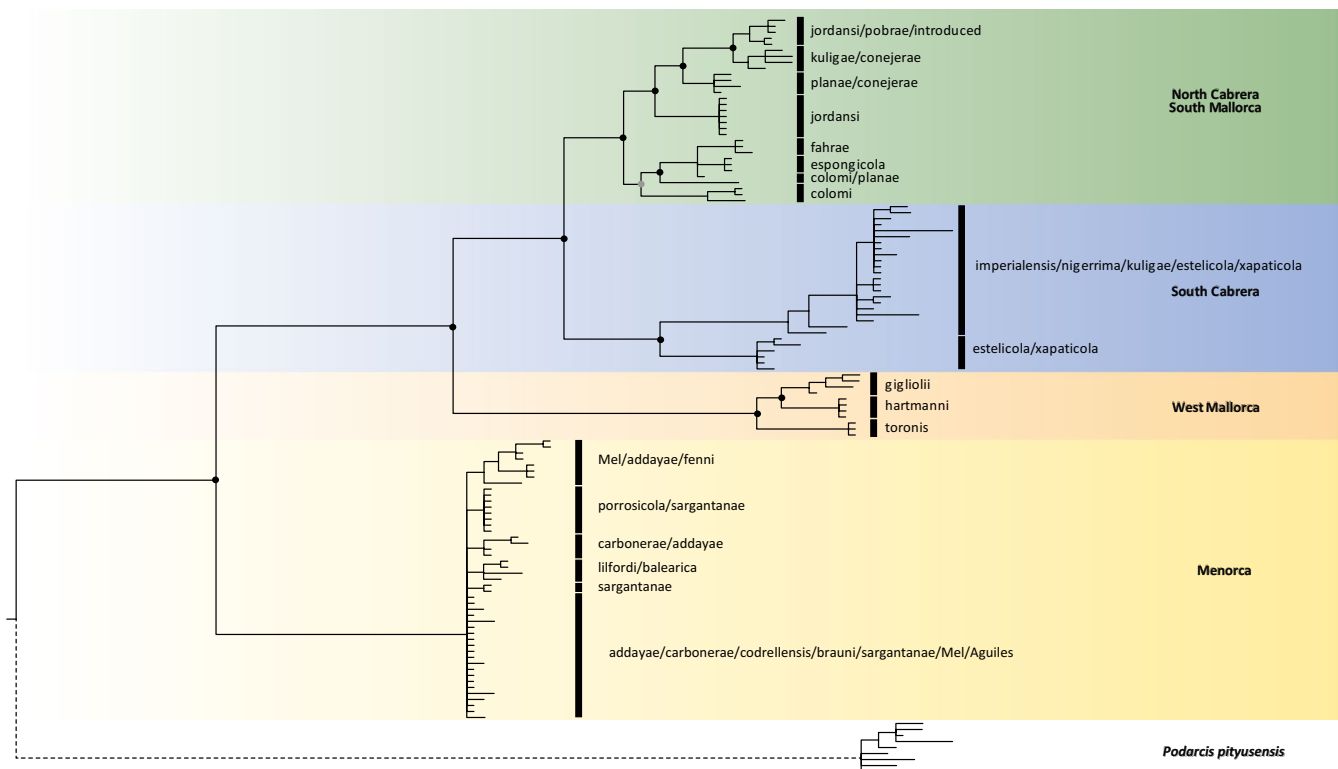 jordansi/pobrae/introduced
kuligae/conejerae
planae/conejerae
North Cabrera
South Mallorca
jordansi
fahrae
espongicola
colomi/planae
colomi
imperialensis/nigerrima/kuligae/estelicola/xapaticola
South Cabrera
estelicola/xapaticola
gigliolii
hartmanni
West Mallorca
toronis
Mel/addayae/fenni
porrosicola/sargantanae
carbonerae/addayae
lilfordi/balearica
Menorca
sargantanae
addayae/carbonerae/codrellensis/brauni/sargantanae/Mel/Aguiles
Podarcis pityusensis